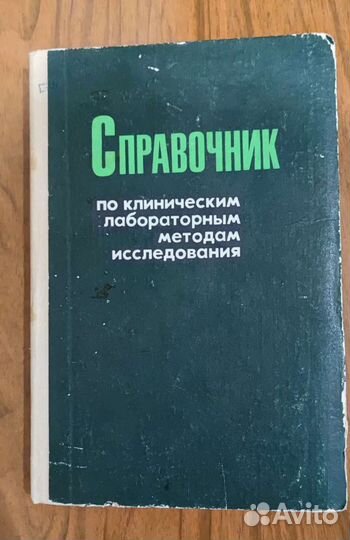 Справочник
по клиническим
лабораторным
методам
исследования
Avito